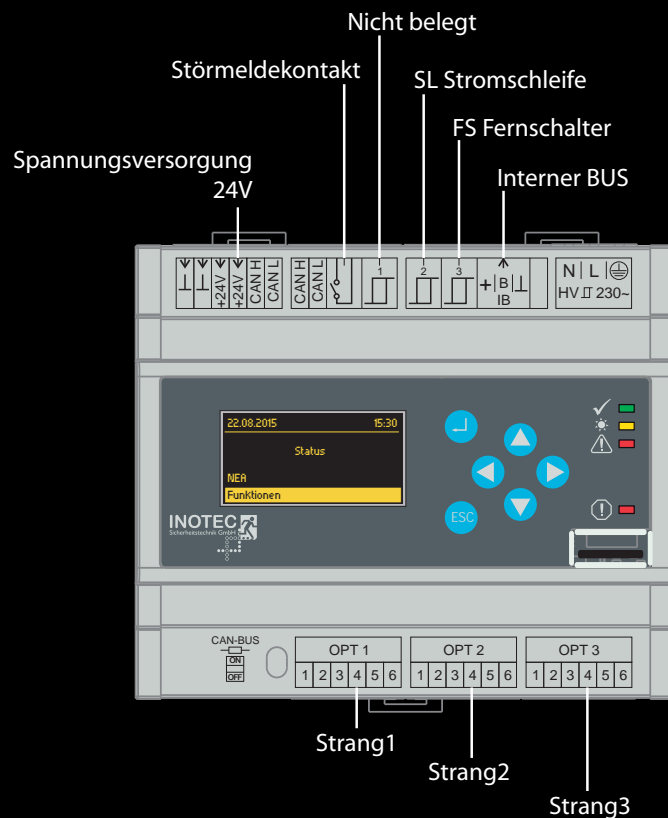 Nicht belegt
Störmeldekontakt
SL Stromschleife
FS Fernschalter
Spannungsversorgung
24V
Interner BUS
+24V
+24V
CAN H
CAN L
CAN H
CAN L
1
2
3
+ B
IB
N L
HV 230~
22.08.2015 15:30
Status
NEA
Funktionen
ESC
INOTEC
Sicherheitstechnik GmbH
CAN-BUS
ON
OFF
OPT 1
1 2 3 4 5 6
OPT 2
1 2 3 4 5 6
OPT 3
1 2 3 4 5 6
Strang1
Strang2
Strang3